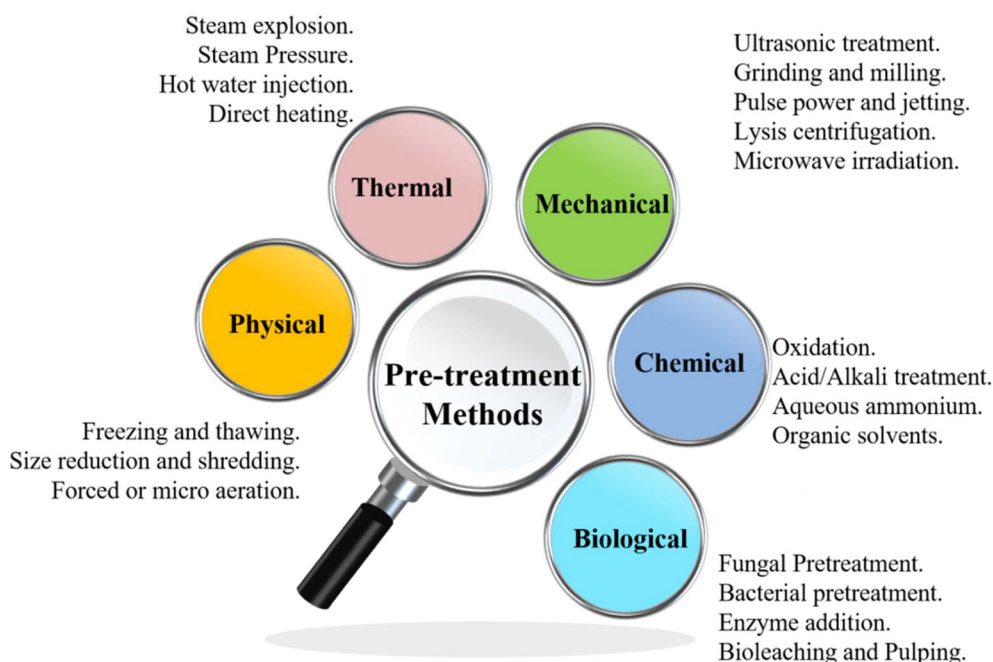 Steam explosion.
Steam Pressure.
Hot water injection.
Direct heating.
Ultrasonic treatment.
Grinding and milling.
Pulse power and jetting.
Lysis centrifugation.
Microwave irradiation.
Thermal
Mechanical
Physical
Pre-treatment
Methods
Chemical
Oxidation.
Acid/Alkali treatment.
Aqueous ammonium.
Organic solvents.
Freezing and thawing.
Size reduction and shredding.
Forced or micro aeration.
Biological
Fungal Pretreatment.
Bacterial pretreatment.
Enzyme addition.
Bioleaching and Pulping.